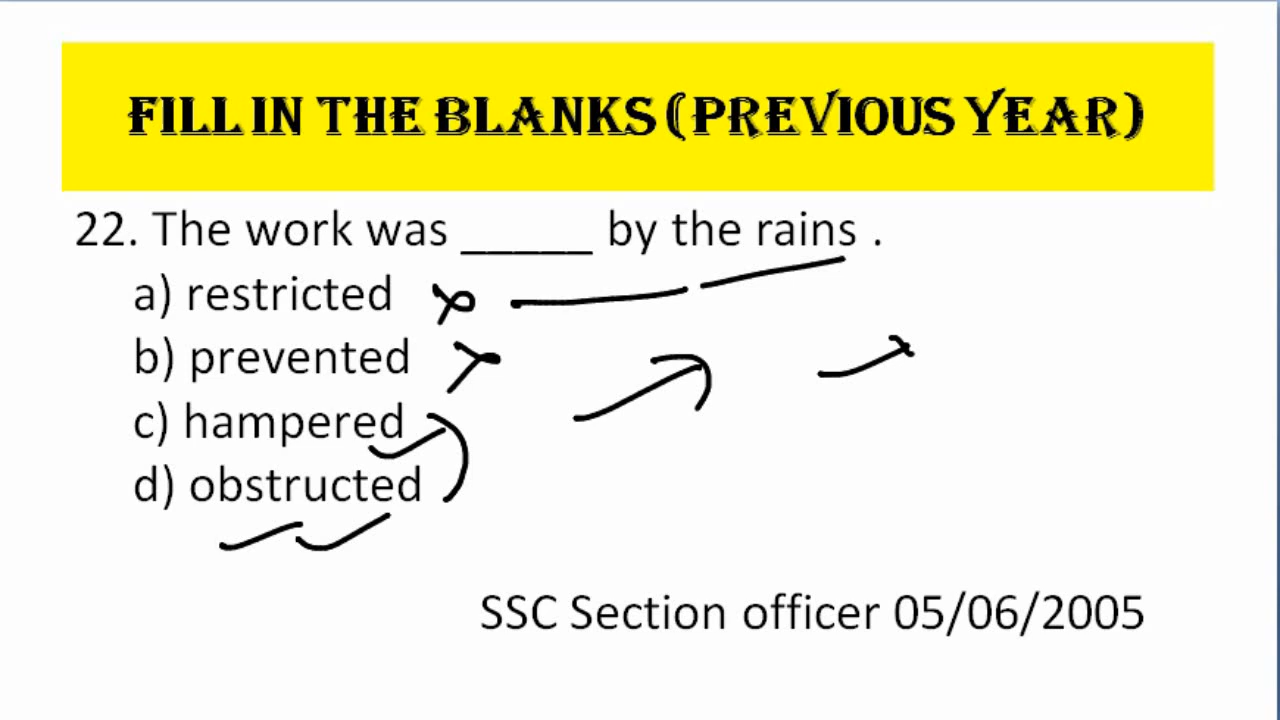 FILL IN THE BLANKS (PREVIOUS YEAR)
22. The work was _____ by the rains .
a) restricted
b) prevented
c) hampered
d) obstructed
SSC Section officer 05/06/2005